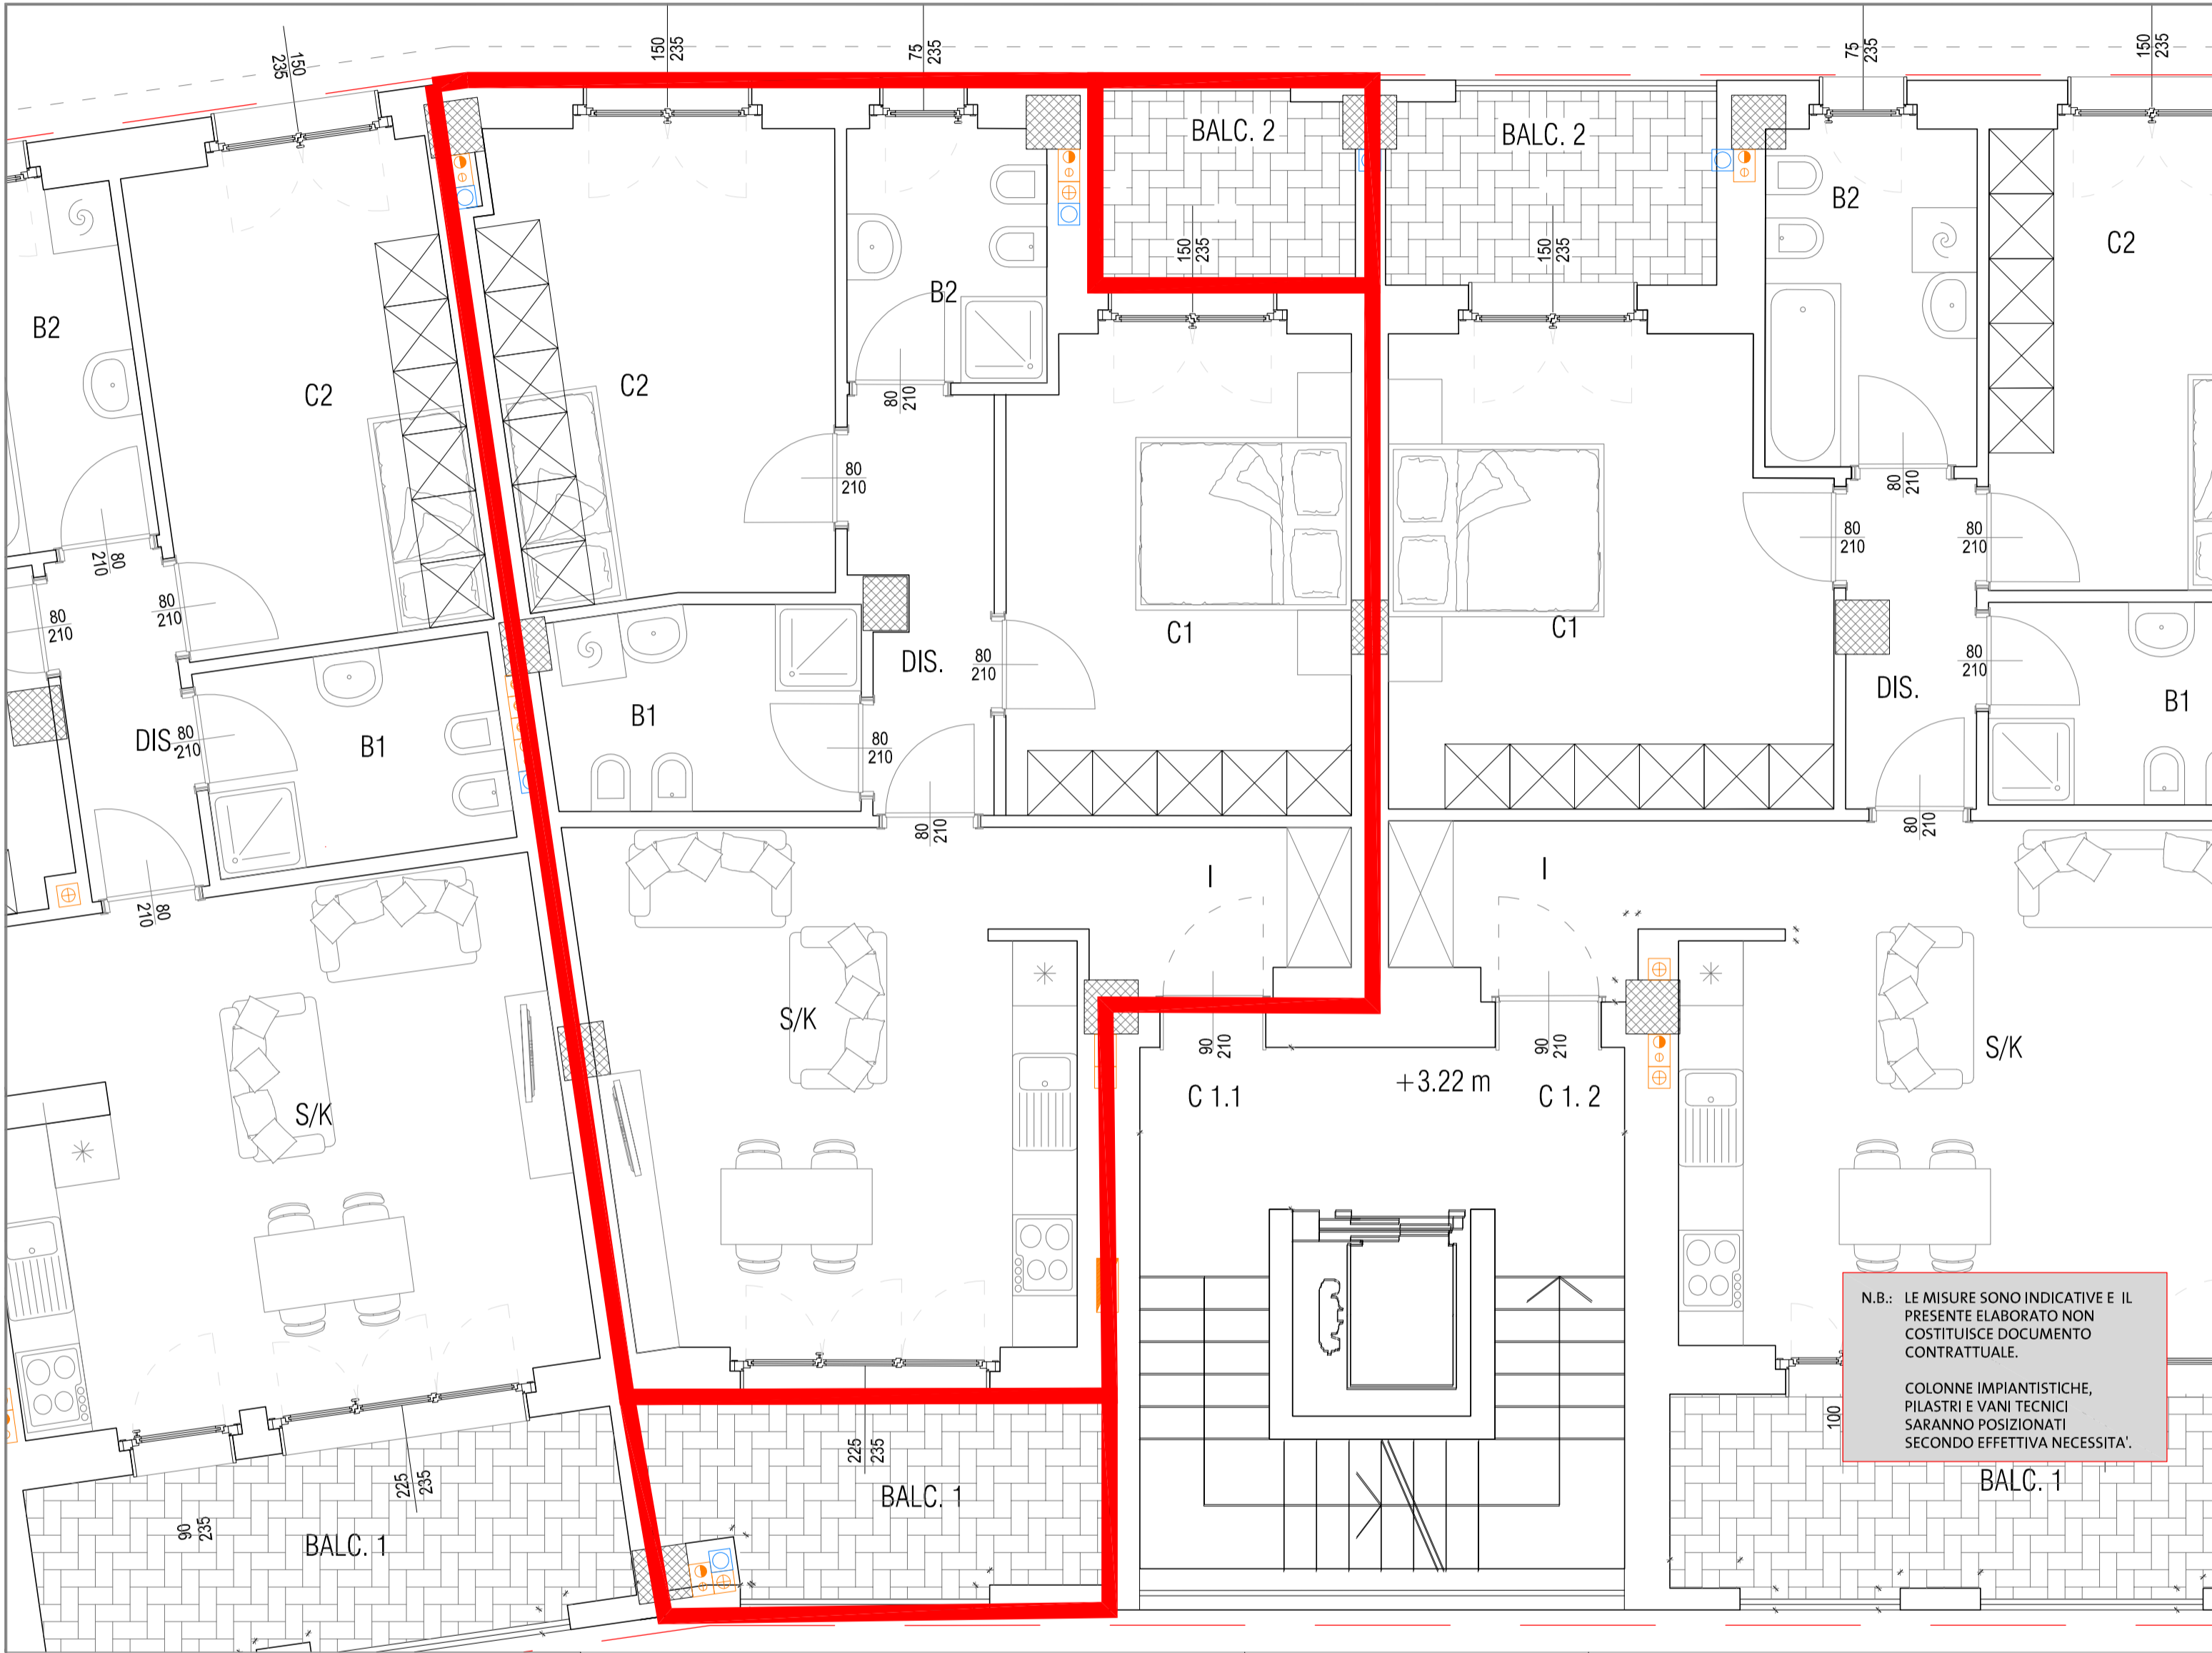 150
235
150
235
75
235
75
235
150
235
BALC. 2
BALC. 2
B2
B2
B2
C2
C2
C2
150
235
150
235
80
210
80
210
80
210
80
210
80
210
80
210
80
210
80
210
C1
C1
DIS.
DIS.
DIS.
80
210
80
210
80
210
B1
B1
B1
80
210
80
210
80
210
80
210
I
I
S/K
S/K
S/K
90
210
90
210
C 1.1
+3.22 m
C 1. 2
N.B.: LE MISURE SONO INDICATIVE E IL
PRESENTE ELABORATO NON
COSTITUISCE DOCUMENTO
CONTRATTUALE.
COLONNE IMPIANTISTICHE,
PILASTRI E VANI TECNICI
SARANNO POSIZIONATI
SECONDO EFFETTIVA NECESSITA'.
100
225
235
225
235
90
235
BALC. 1
BALC. 1
BALC. 1